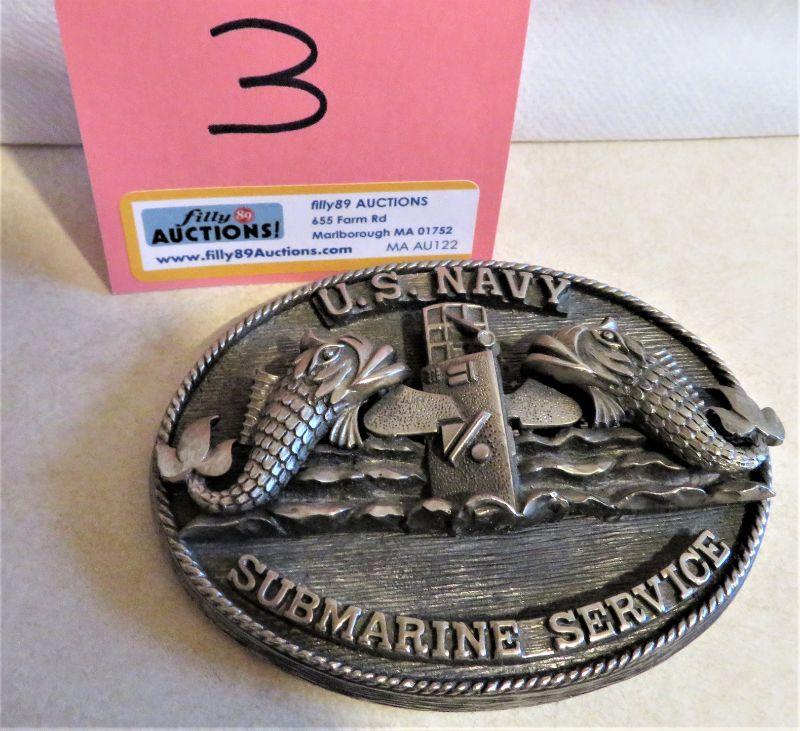 3
filly 89
AUCTIONS!
www.filly89Auctions.com
filly89 AUCTIONS
655 Farm Rd
Marlborough MA 01752
MA AU122
U.S. NAVY
SUBMARINE SERVICE